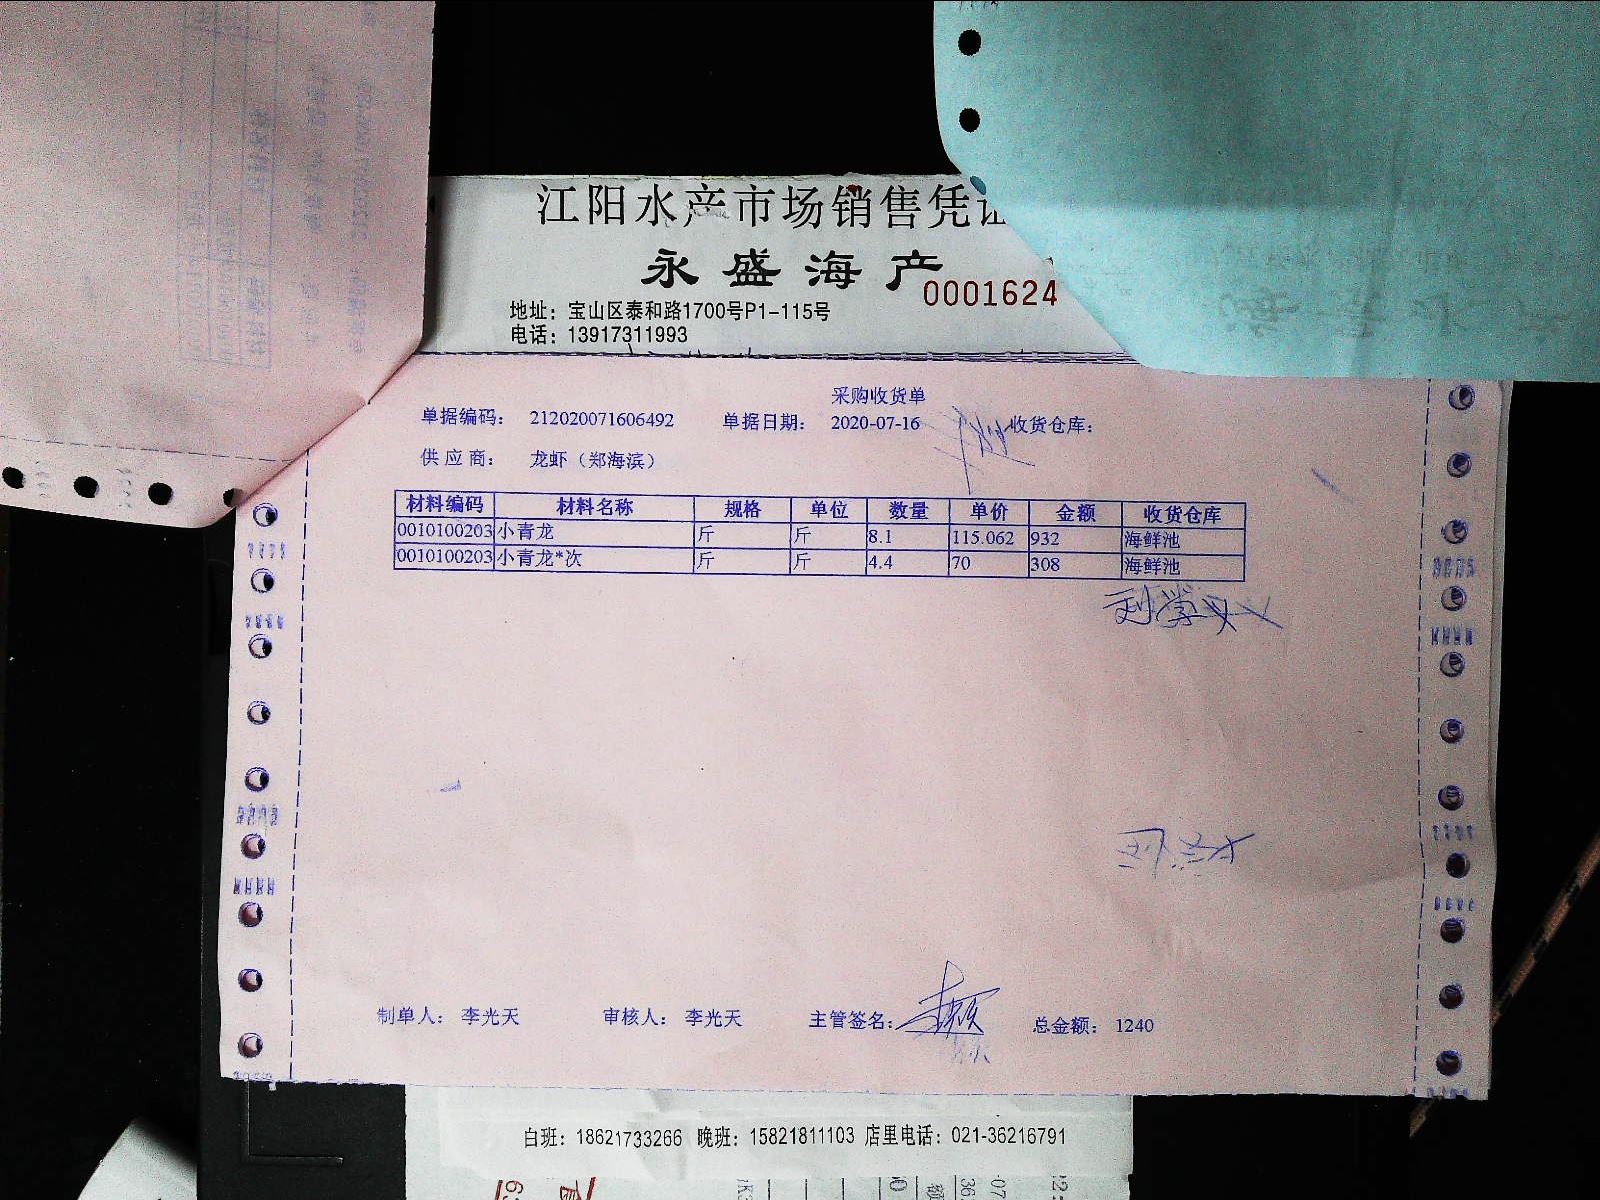 江阳水产市场销售凭证
永盛海产
0001624
地址：宝山区泰和路1700号P1-115号
电话：13917311993
采购收货单
单据编码： 212020071606492 单据日期： 2020-07-16 收货仓库：
供应商： 龙虾（郑海滨）
材料编码 材料名称 规格 单位 数量 单价 金额 收货仓库
0010100203 小青龙 斤 斤 8.1 115.062 932 海鲜池
0010100203 小青龙*次 斤 斤 4.4 70 308 海鲜池
制单人： 李光天 审核人： 李光天 主管签名： 总金额： 1240
白班：18621733266 晚班：15821811103 店里电话：021-36216791